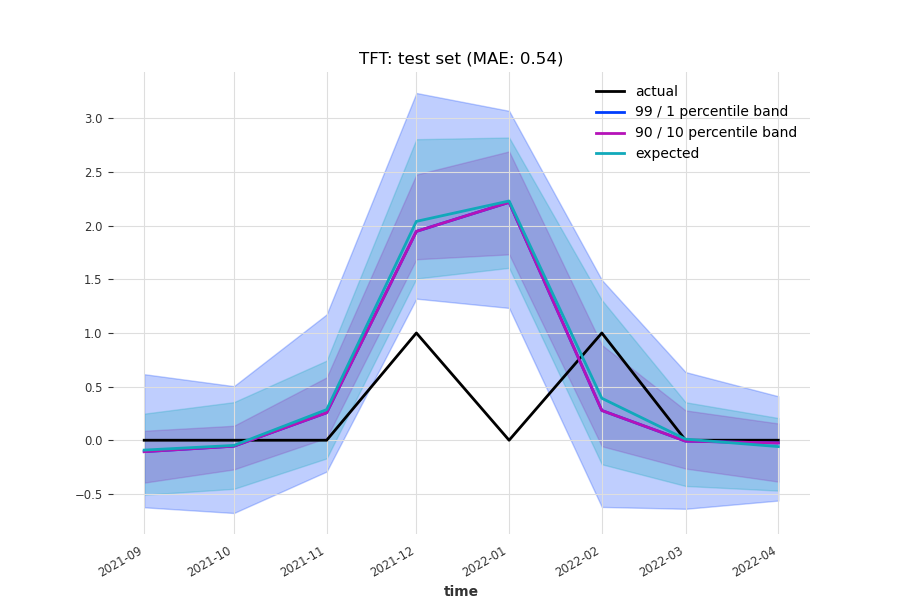 TFT: test set (MAE: 0.54)
actual
99 / 1 percentile band
90 / 10 percentile band
expected
3.0
2.5
2.0
1.5
1.0
0.5
0.0
−0.5
2021-09
2021-10
2021-11
2021-12
2022-01
2022-02
2022-03
2022-04
time